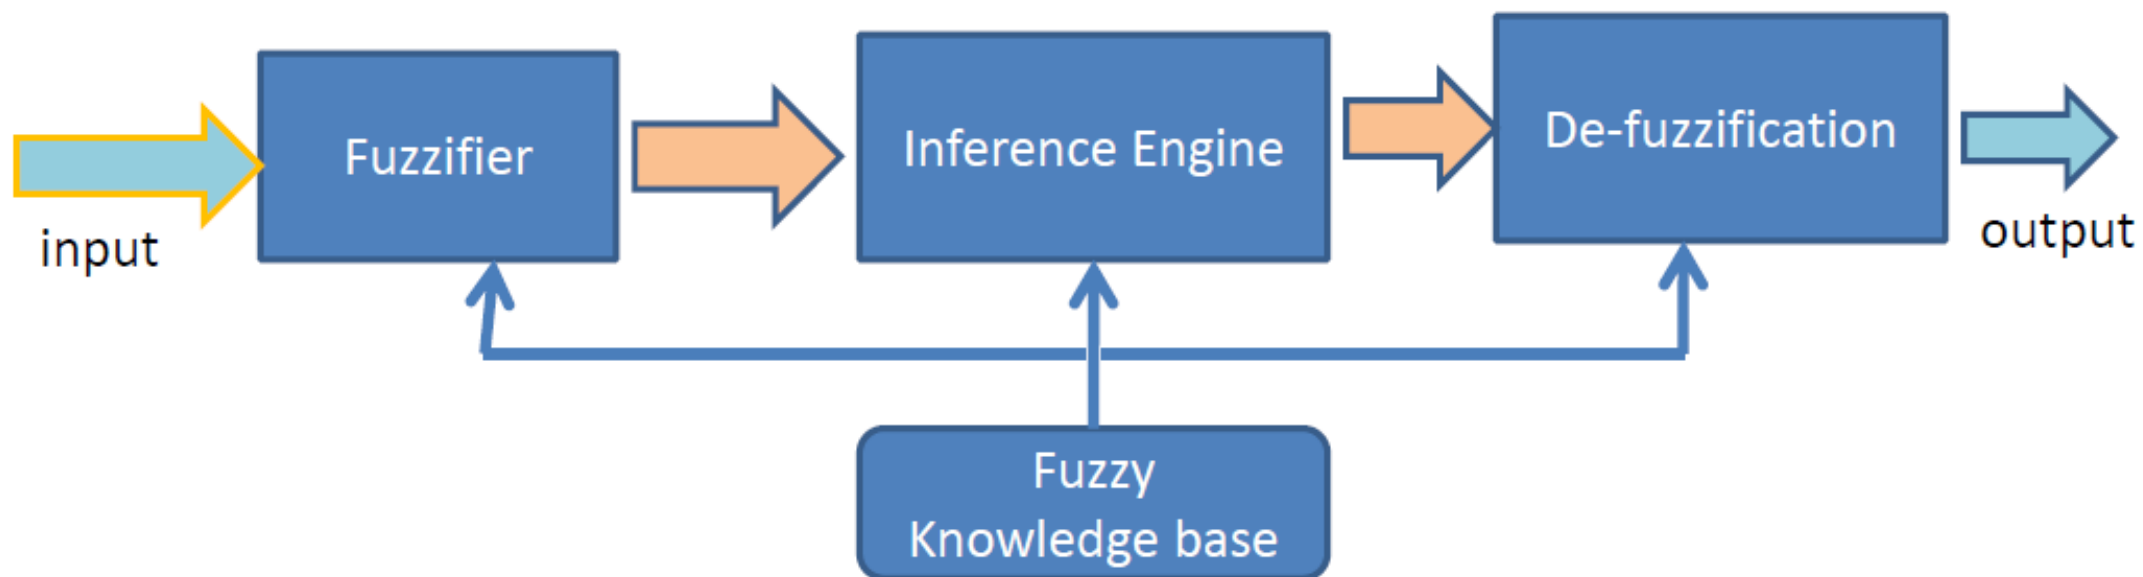 input
Fuzzifier
Inference Engine
De-fuzzification
output
Fuzzy
Knowledge base